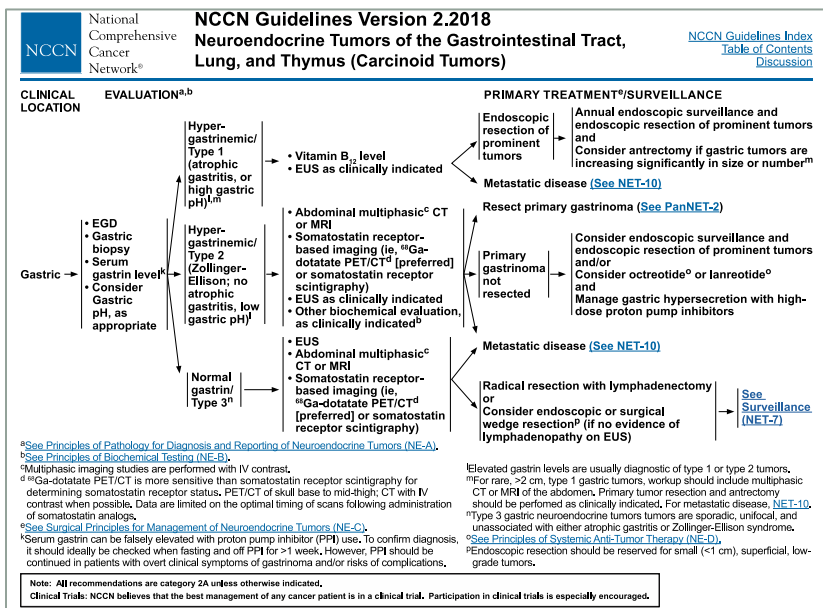 NCCN
National
Comprehensive
Cancer
Network®
NCCN Guidelines Version 2.2018
Neuroendocrine Tumors of the Gastrointestinal Tract,
Lung, and Thymus (Carcinoid Tumors)
NCCN Guidelines Index
Table of Contents
Discussion
CLINICAL
LOCATION
EVALUATIONa,b
PRIMARY TREATMENTe/SURVEILLANCE
Gastric
• EGD
• Gastric
biopsy
• Serum
gastrin levelk
• Consider
Gastric
pH, as
appropriate
Hyper-
gastrinemic/
Type 1
(atrophic
gastritis, or
high gastric
pH)l,m
• Vitamin B12 level
• EUS as clinically indicated
Endoscopic
resection of
prominent
tumors
Annual endoscopic surveillance and
endoscopic resection of prominent tumors
and
Consider antrectomy if gastric tumors are
increasing significantly in size or numberm
Metastatic disease (See NET-10)
Hyper-
gastrinemic/
Type 2
(Zollinger-
Ellison; no
atrophic
gastritis, low
gastric pH)l
• Abdominal multiphasicc CT
or MRI
• Somatostatin receptor-
based imaging (ie, 68Ga-
dotatate PET/CTd [preferred]
or somatostatin receptor
scintigraphy)
• EUS as clinically indicated
• Other biochemical evaluation,
as clinically indicatedb
Resect primary gastrinoma (See PanNET-2)
Primary
gastrinoma
not
resected
Consider endoscopic surveillance and
endoscopic resection of prominent tumors
and/or
Consider octreotideo or lanreotideo
and
Manage gastric hypersecretion with high-
dose proton pump inhibitors
Metastatic disease (See NET-10)
Normal
gastrin/
Type 3n
• EUS
• Abdominal multiphasicc
CT or MRI
• Somatostatin receptor-
based imaging (ie,
68Ga-dotatate PET/CTd
[preferred] or somatostatin
receptor scintigraphy)
Radical resection with lymphadenectomy
or
Consider endoscopic or surgical
wedge resectionp (if no evidence of
lymphadenopathy on EUS)
See
Surveillance
(NET-7)
aSee Principles of Pathology for Diagnosis and Reporting of Neuroendocrine Tumors (NE-A).
bSee Principles of Biochemical Testing (NE-B).
cMultiphasic imaging studies are performed with IV contrast.
d 68Ga-dotatate PET/CT is more sensitive than somatostatin receptor scintigraphy for
determining somatostatin receptor status. PET/CT of skull base to mid-thigh; CT with IV
contrast when possible. Data are limited on the optimal timing of scans following administration
of somatostatin analogs.
eSee Surgical Principles for Management of Neuroendocrine Tumors (NE-C).
kSerum gastrin can be falsely elevated with proton pump inhibitor (PPI) use. To confirm diagnosis,
it should ideally be checked when fasting and off PPI for >1 week. However, PPI should be
continued in patients with overt clinical symptoms of gastrinoma and/or risks of complications.
lElevated gastrin levels are usually diagnostic of type 1 or type 2 tumors.
mFor rare, >2 cm, type 1 gastric tumors, workup should include multiphasic
CT or MRI of the abdomen. Primary tumor resection and antrectomy
should be performed as clinically indicated. For metastatic disease, NET-10.
nType 3 gastric neuroendocrine tumors tumors are sporadic, unifocal, and
unassociated with either atrophic gastritis or Zollinger-Ellison syndrome.
oSee Principles of Systemic Anti-Tumor Therapy (NE-D).
pEndoscopic resection should be reserved for small (<1 cm), superficial, low-
grade tumors.
Note: All recommendations are category 2A unless otherwise indicated.
Clinical Trials: NCCN believes that the best management of any cancer patient is in a clinical trial. Participation in clinical trials is especially encouraged.